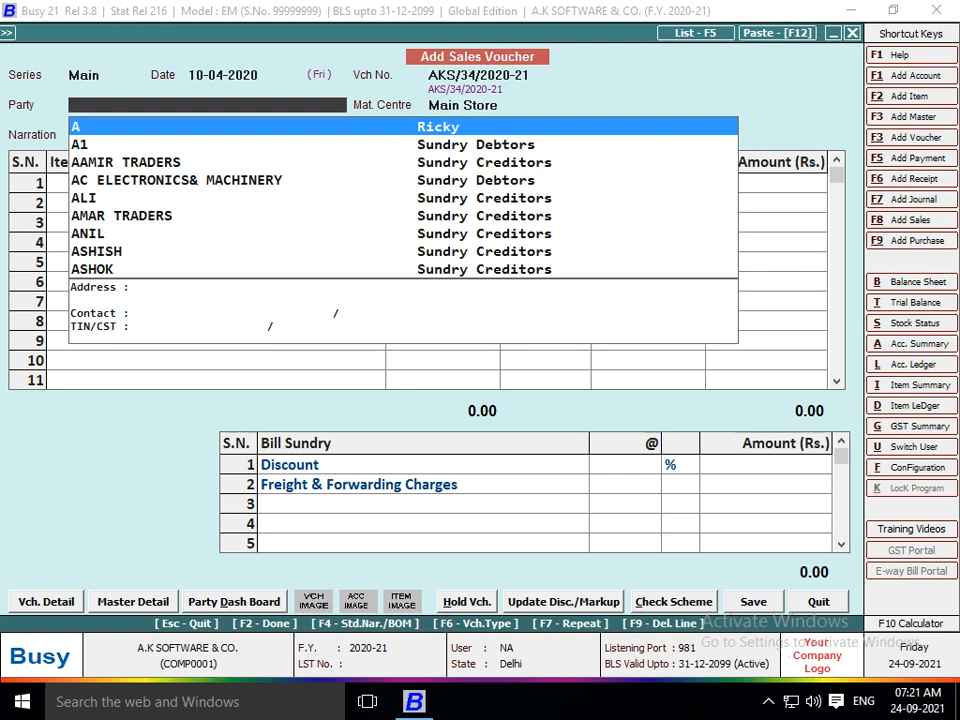 Busy 21 Rel 3.8 | Stat Rel 216 | Model : EM (S.No. 99999999) | BLS upto 31-12-2099 | Global Edition | A.K SOFTWARE & CO. (F.Y. 2020-21)
>> List - F5 Paste - [F12] Shortcut Keys
Add Sales Voucher
Series Main Date 10-04-2020 (Fri) Vch No. AKS/34/2020-21
AKS/34/2020-21
Party Mat. Centre Main Store
Narration
A Ricky
A1 Sundry Debtors
AAMIR TRADERS Sundry Creditors
AC ELECTRONICS& MACHINERY Sundry Debtors
ALI Sundry Creditors
AMAR TRADERS Sundry Creditors
ANIL Sundry Creditors
ASHISH Sundry Creditors
ASHOK Sundry Creditors
Address :
Contact : /
TIN/CST : /
S.N. Ite Amount (Rs.)
1
2
3
4
5
6
7
8
9
10
11
0.00 0.00
S.N. Bill Sundry @ Amount (Rs.)
1 Discount %
2 Freight & Forwarding Charges
3
4
5
0.00
Vch. Detail Master Detail Party Dash Board VCH IMAGE ACC IMAGE ITEM IMAGE Hold Vch. Update Disc./Markup Check Scheme Save Quit
[ Esc - Quit ] [ F2 - Done ] [ F4 - Std.Nar./BOM ] [ F6 - Vch.Type ] [ F7 - Repeat ] [ F9 - Del. Line ]
F1 Help
F1 Add Account
F2 Add Item
F3 Add Master
F3 Add Voucher
F5 Add Payment
F6 Add Receipt
F7 Add Journal
F8 Add Sales
F9 Add Purchase
B Balance Sheet
T Trial Balance
S Stock Status
A Acc. Summary
L Acc. Ledger
I Item Summary
D Item LeDger
G GST Summary
U Switch User
F ConFiguration
K LocK Program
Training Videos
GST Portal
E-way Bill Portal
F10 Calculator
Activate Windows
Go to Settings to activate Windows.
Busy
A.K SOFTWARE & CO.
(COMP0001)
F.Y. : 2020-21
LST No. :
User : NA
State : Delhi
Listening Port : 981
BLS Valid Upto : 31-12-2099 (Active)
Your
Company
Logo
Friday
24-09-2021
Search the web and Windows
B
ENG
07:21 AM
24-09-2021